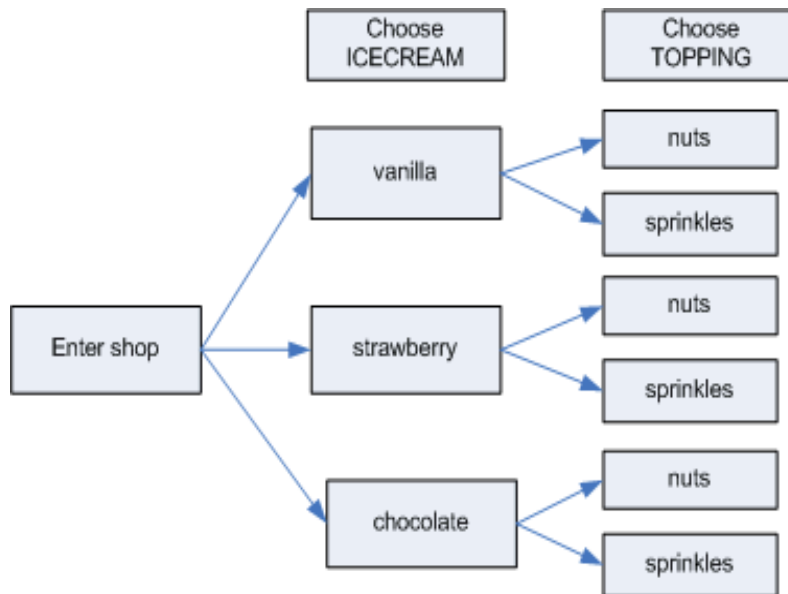 Choose
ICECREAM
Choose
TOPPING
vanilla
nuts
sprinkles
Enter shop
strawberry
nuts
sprinkles
chocolate
nuts
sprinkles